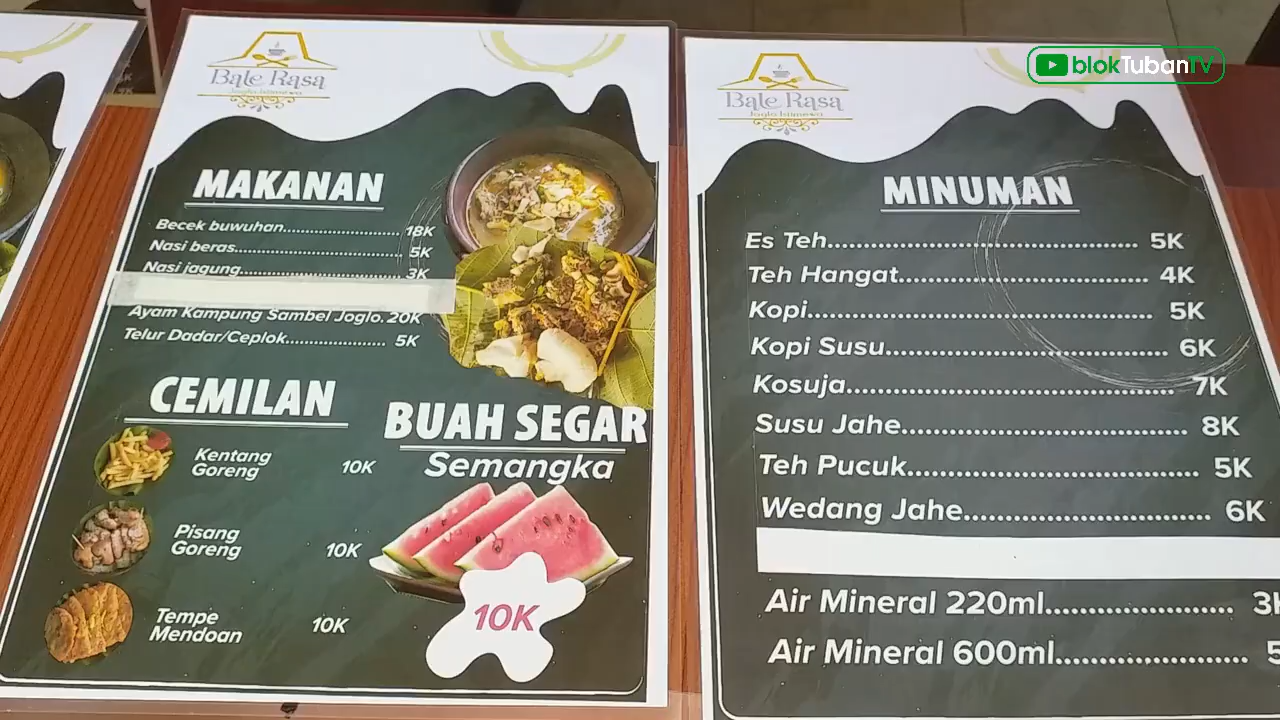 Bale Rasa
MAKANAN
Becek buwuhan........................... 18K
Nasi beras....................................... 5K
Nasi jagung..................................... 3K
Ayam Kampung Sambel Joglo. 20K
Telur Dadar/Ceplok...................... 5K
CEMILAN
Kentang
Goreng 10K
Pisang
Goreng 10K
Tempe
Mendoan 10K
BUAH SEGAR
Semangka
10K
blokTubanTV
Bale Rasa
MINUMAN
Es Teh............................................. 5K
Teh Hangat.................................... 4K
Kopi.................................................. 5K
Kopi Susu........................................ 6K
Kosuja............................................... 7K
Susu Jahe......................................... 8K
Teh Pucuk......................................... 5K
Wedang Jahe.................................. 6K
Air Mineral 220ml......................... 3K
Air Mineral 600ml......................... 5